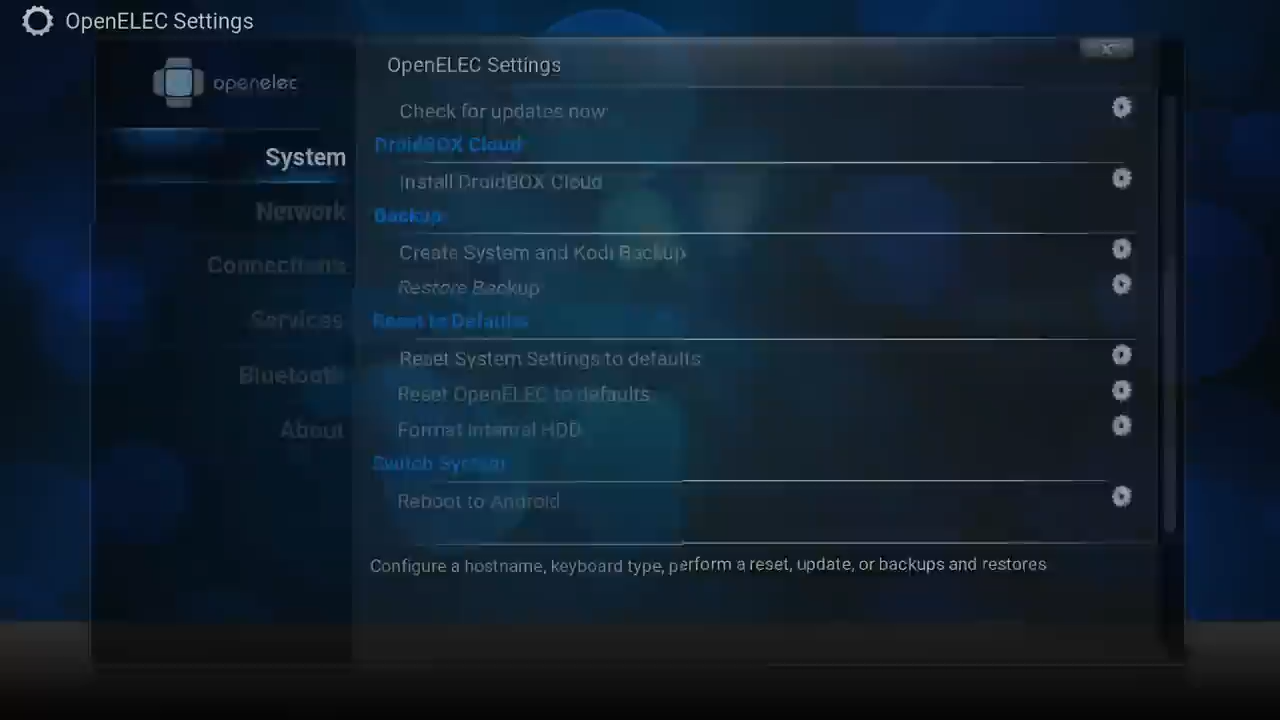 OpenELEC Settings
openelec
OpenELEC Settings
System
Network
Connections
Services
Bluetooth
About
Check for updates now
DroidBOX Cloud
Install DroidBOX Cloud
Backup
Create System and Kodi Backup
Restore Backup
Reset to Defaults
Reset System Settings to defaults
Reset OpenELEC to defaults
Format Internal HDD
Switch System
Reboot to Android
Configure a hostname, keyboard type, perform a reset, update, or backups and restores